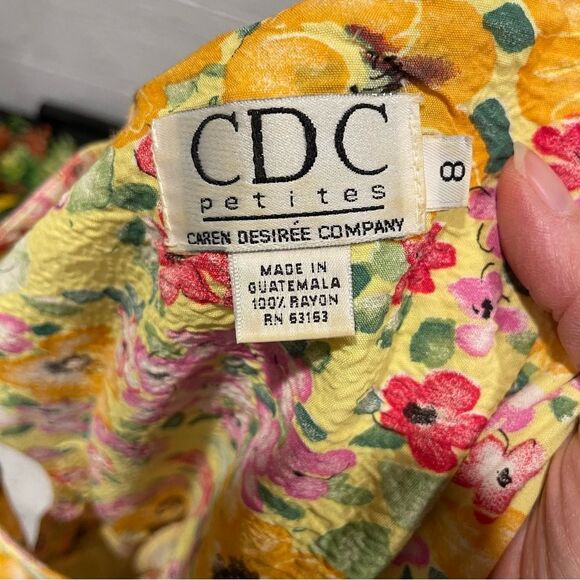 CDC
petites
CAREN DESIRÉE COMPANY
8
MADE IN
GUATEMALA
100% RAYON
RN 63163